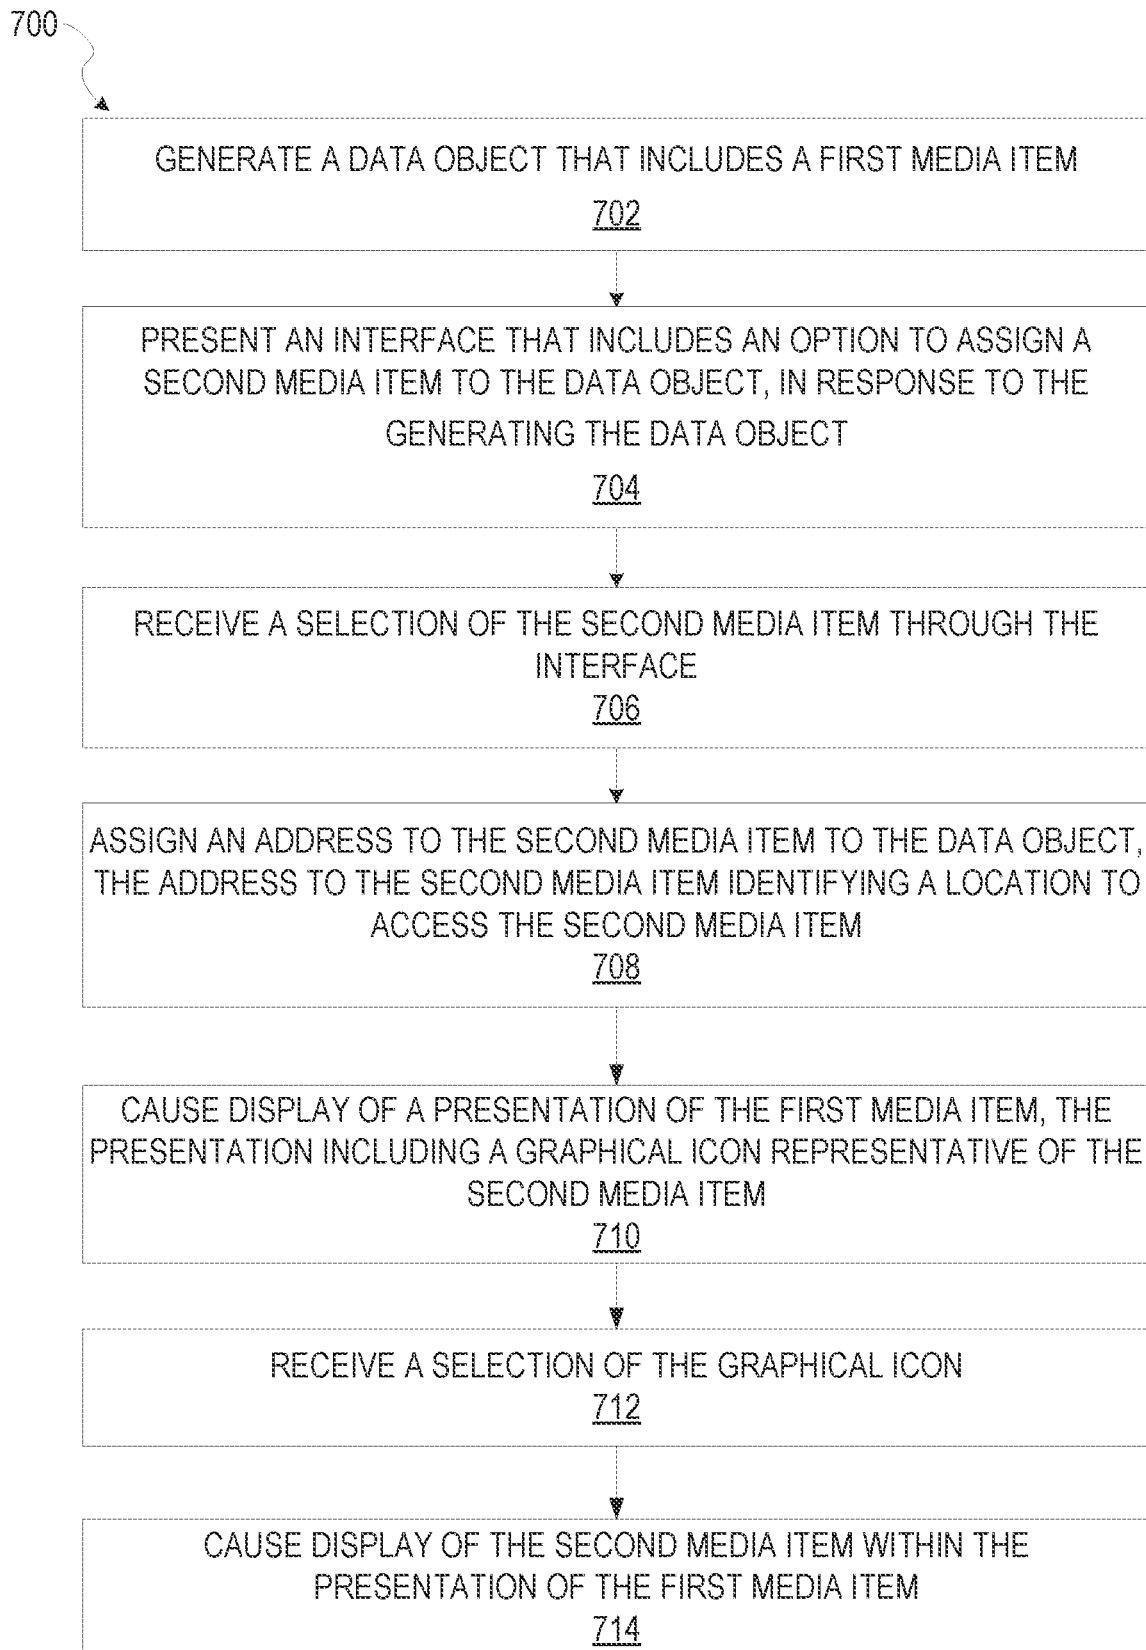 700
GENERATE A DATA OBJECT THAT INCLUDES A FIRST MEDIA ITEM
702
PRESENT AN INTERFACE THAT INCLUDES AN OPTION TO ASSIGN A
SECOND MEDIA ITEM TO THE DATA OBJECT, IN RESPONSE TO THE
GENERATING THE DATA OBJECT
704
RECEIVE A SELECTION OF THE SECOND MEDIA ITEM THROUGH THE
INTERFACE
706
ASSIGN AN ADDRESS TO THE SECOND MEDIA ITEM TO THE DATA OBJECT,
THE ADDRESS TO THE SECOND MEDIA ITEM IDENTIFYING A LOCATION TO
ACCESS THE SECOND MEDIA ITEM
708
CAUSE DISPLAY OF A PRESENTATION OF THE FIRST MEDIA ITEM, THE
PRESENTATION INCLUDING A GRAPHICAL ICON REPRESENTATIVE OF THE
SECOND MEDIA ITEM
710
RECEIVE A SELECTION OF THE GRAPHICAL ICON
712
CAUSE DISPLAY OF THE SECOND MEDIA ITEM WITHIN THE
PRESENTATION OF THE FIRST MEDIA ITEM
714